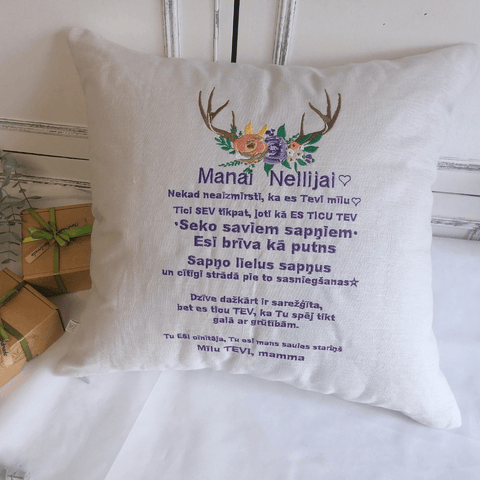 Manai Nellijai♡
Nekad neaizmirsti, ka es Tevi mīlu♡
Tici SEV tikpat, ļoti kā ES TICU TEV
•Seko saviem sapņiem•
Esi brīva kā putns
Sapņo lielus sapņus
un cītīgi strādā pie to sasniegšanas☆
Dzīve dažkārt ir sarežģīta,
bet es ticu TEV, ka Tu spēj tikt
galā ar grūtībām.
Tu Esi cīnītāja, Tu esi mans saules stariņš
Mīlu TEVI, mamma